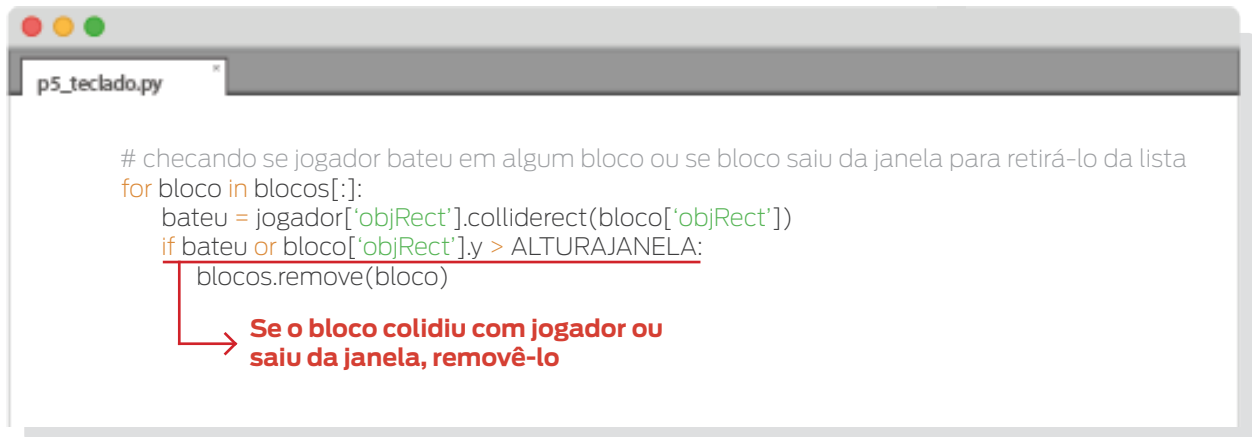 p5_teclado.py
# checando se jogador bateu em algum bloco ou se bloco saiu da janela para retirá-lo da lista
for bloco in blocos[:]:
bateu = jogador[‘objRect’].colliderect(bloco[‘objRect’])
if bateu or bloco[‘objRect’].y > ALTURAJANELA:
blocos.remove(bloco)
Se o bloco colidiu com jogador ou
saiu da janela, removê-lo